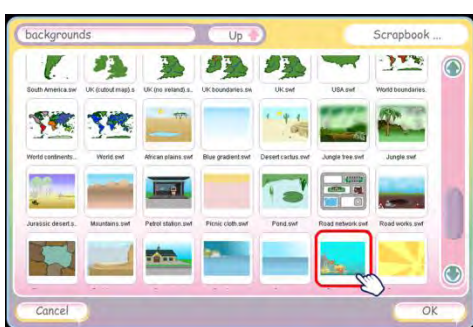 backgrounds Up Scrapbook ...
South America.sw UK (cutout map).s UK (no ireland).s UK boundaries.sw UK.swf USA.swf World boundaries.
World continents... World.swf African plains.swf Blue gradient.swf Desert cactus.swf Jungle tree.swf Jungle.swf
Jurassic desert.s.. Mountains.swf Petrol station.swf Picnic cloth.swf Pond.swf Road network.swf Road works.swf
Cancel OK